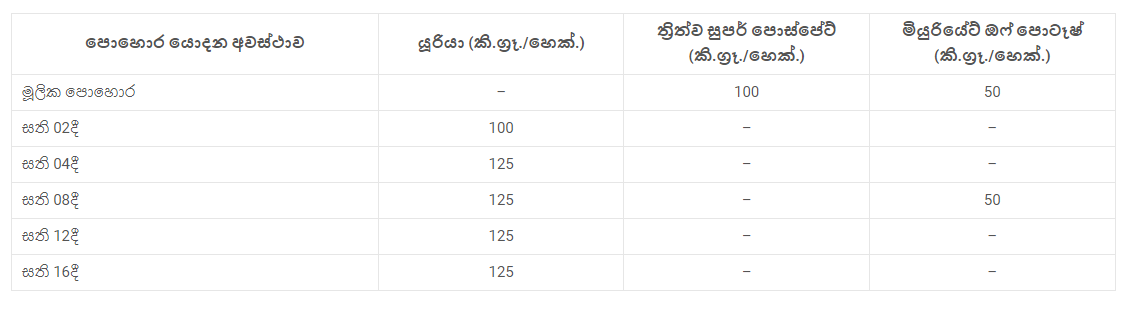 පොහොර යොදන අවස්ථාව යූරියා (කි.ග්‍රෑ./හෙක්.) ත්‍රිත්ව සුපර් පොස්පේට් (කි.ග්‍රෑ./හෙක්.) මියුරියේට් ඔෆ් පොටෑෂ් (කි.ග්‍රෑ./හෙක්.)
මූලික පොහොර – 100 50
සති 02දී 100 – –
සති 04දී 125 – –
සති 08දී 125 – 50
සති 12දී 125 – –
සති 16දී 125 – –